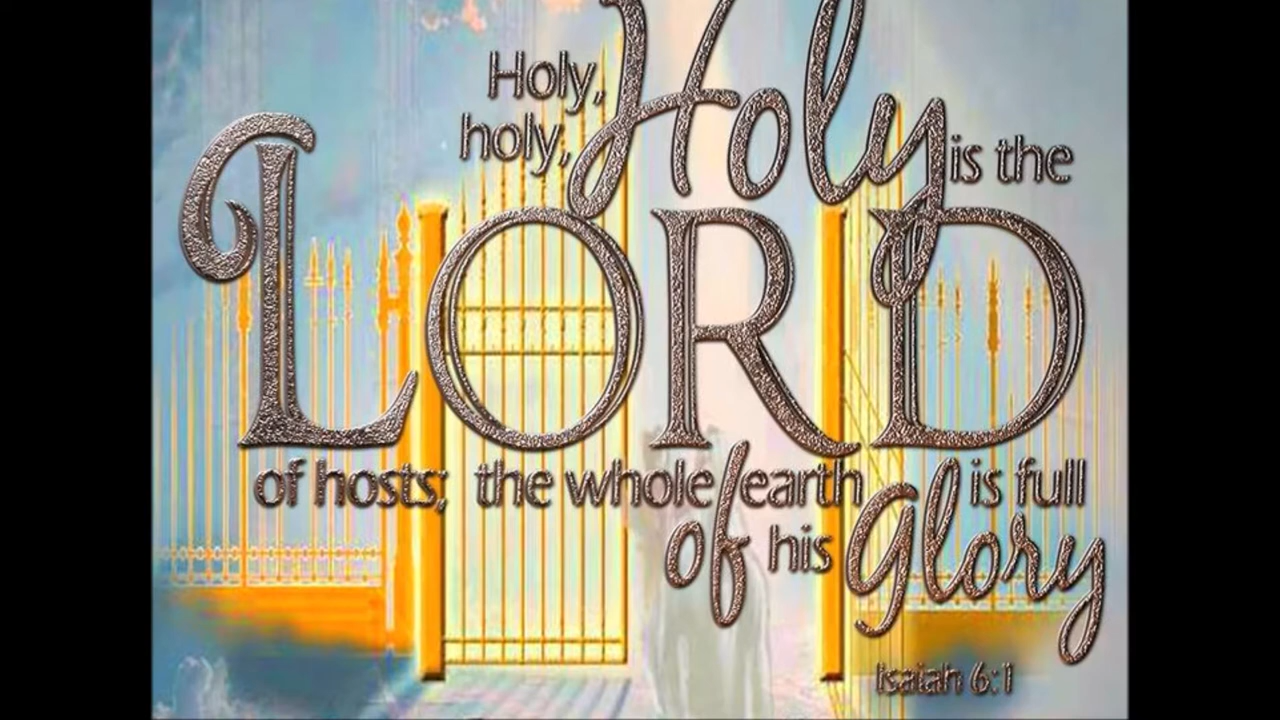 Holy,
holy, Holy is the
LORD
of hosts; the whole earth is full
of his Glory
Isaiah 6:1